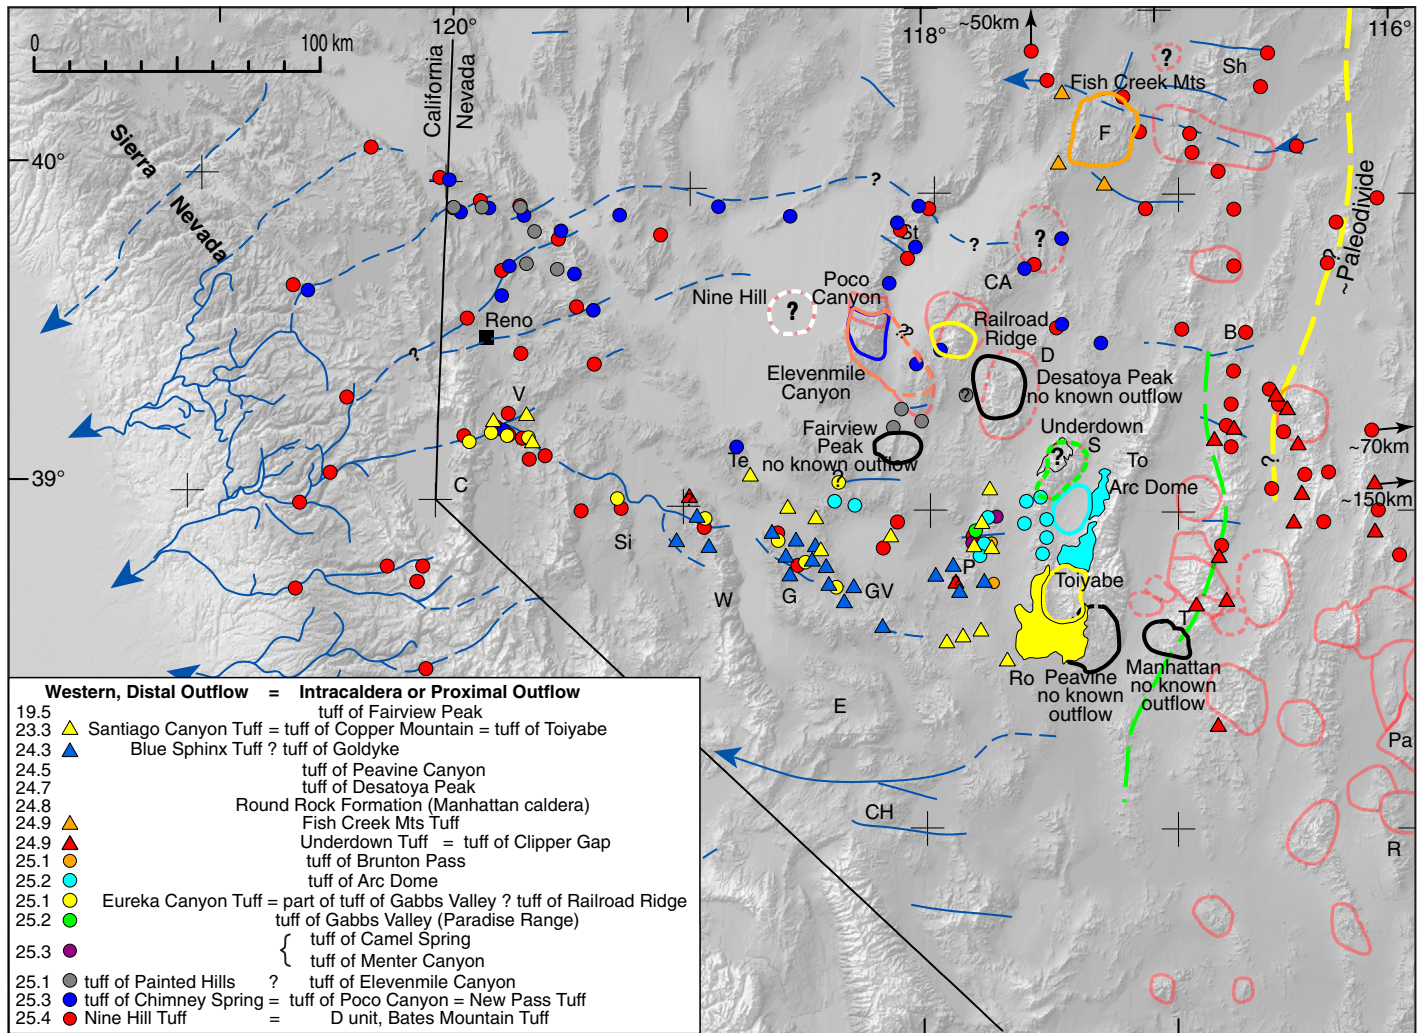 120°
118°
116°
~50km
0
100 km
California
Nevada
Sh
?
Fish Creek Mts
F
Sierra
Nevada
40°
~Paleodivide
?
?
St
?
?
CA
Nine Hill
?
Poco
Canyon
??
Railroad
Ridge
Reno
?
B
D
Elevenmile
Canyon
Desatoya Peak
no known outflow
?
V
Fairview
Peak
no known outflow
Underdown
S
?
~70km
39°
C
Te
?
To
Arc Dome
?
~150km
Si
P
W
G
GV
Toiyabe
T
Ro
Peavine
no known
outflow
Manhattan
no known
outflow
E
Pa
CH
R
Western, Distal Outflow = Intracaldera or Proximal Outflow
19.5 tuff of Fairview Peak
23.3 Santiago Canyon Tuff = tuff of Copper Mountain = tuff of Toiyabe
24.3 Blue Sphinx Tuff ? tuff of Goldyke
24.5 tuff of Peavine Canyon
24.7 tuff of Desatoya Peak
24.8 Round Rock Formation (Manhattan caldera)
24.9 Fish Creek Mts Tuff
24.9 Underdown Tuff = tuff of Clipper Gap
25.1 tuff of Brunton Pass
25.2 tuff of Arc Dome
25.1 Eureka Canyon Tuff = part of tuff of Gabbs Valley ? tuff of Railroad Ridge
25.2 tuff of Gabbs Valley (Paradise Range)
25.3 { tuff of Camel Spring
tuff of Menter Canyon
25.1 tuff of Painted Hills ? tuff of Elevenmile Canyon
25.3 tuff of Chimney Spring = tuff of Poco Canyon = New Pass Tuff
25.4 Nine Hill Tuff = D unit, Bates Mountain Tuff